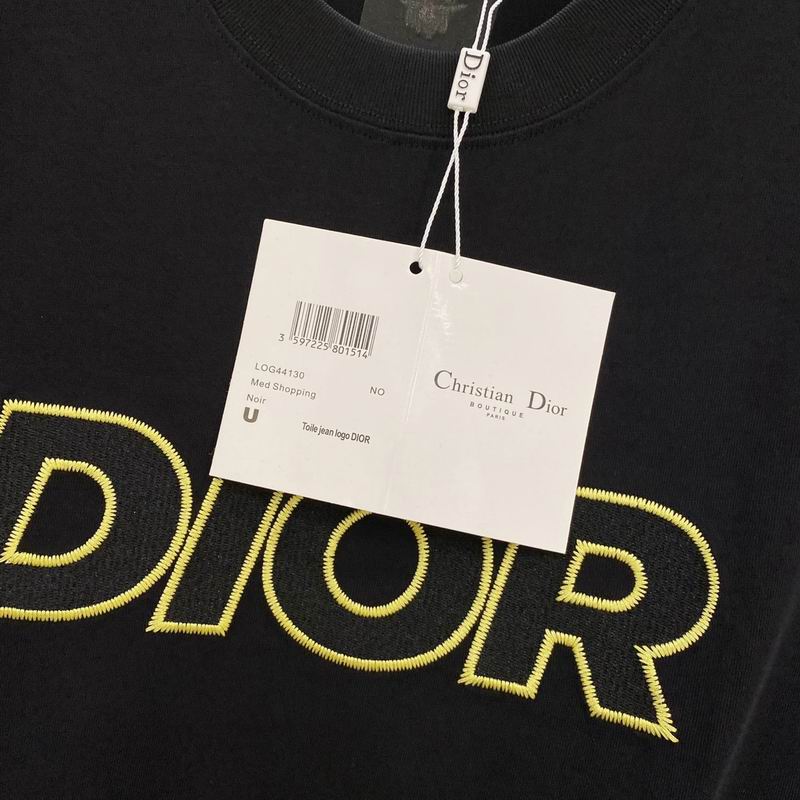 Dior
3 597225 801514
LOG44130
Med Shopping NO
Noir
U
Toile jean logo DIOR
Christian Dior
BOUTIQUE
PARIS
DIOR